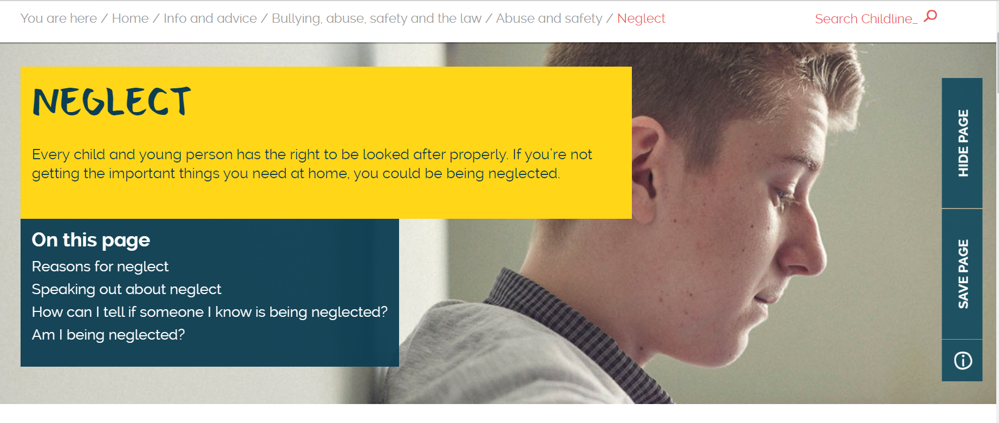 You are here / Home / Info and advice / Bullying, abuse, safety and the law / Abuse and safety / Neglect
Search Childline_
NEGLECT
Every child and young person has the right to be looked after properly. If you’re not
getting the important things you need at home, you could be being neglected.
On this page
Reasons for neglect
Speaking out about neglect
How can I tell if someone I know is being neglected?
Am I being neglected?
HIDE PAGE
SAVE PAGE